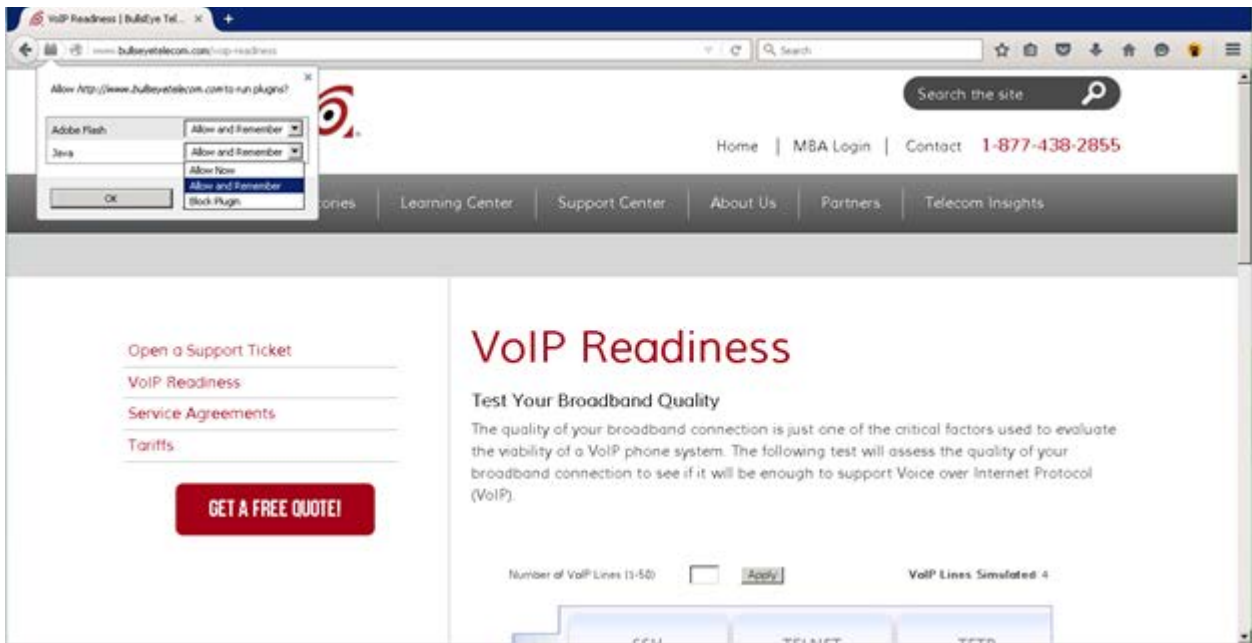 VoIP Readiness | BullsEye Tel...
www.bullseyetelecom.com/voip-readiness
Search
Allow http://www.bullseyetelecom.com to run plugins?
Adobe Flash
Allow and Remember
Java
Allow and Remember
Allow Now
Allow and Remember
Block Plugin
OK
Search the site
Home | MBA Login | Contact 1-877-438-2855
Learning Center
Support Center
About Us
Partners
Telecom Insights
Open a Support Ticket
VoIP Readiness
Service Agreements
Tariffs
GET A FREE QUOTE!
VoIP Readiness
Test Your Broadband Quality
The quality of your broadband connection is just one of the critical factors used to evaluate
the viability of a VoIP phone system. The following test will assess the quality of your
broadband connection to see if it will be enough to support Voice over Internet Protocol
(VoIP).
Number of VoIP Lines (1-50)
Apply
VoIP Lines Simulated 4